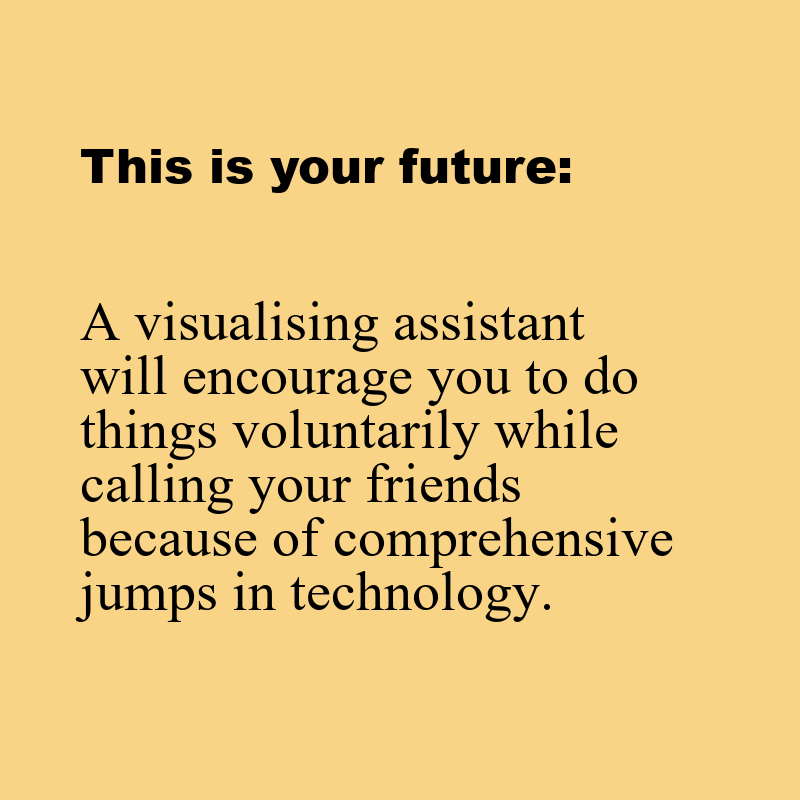 This is your future:
A visualising assistant
will encourage you to do
things voluntarily while
calling your friends
because of comprehensive
jumps in technology.